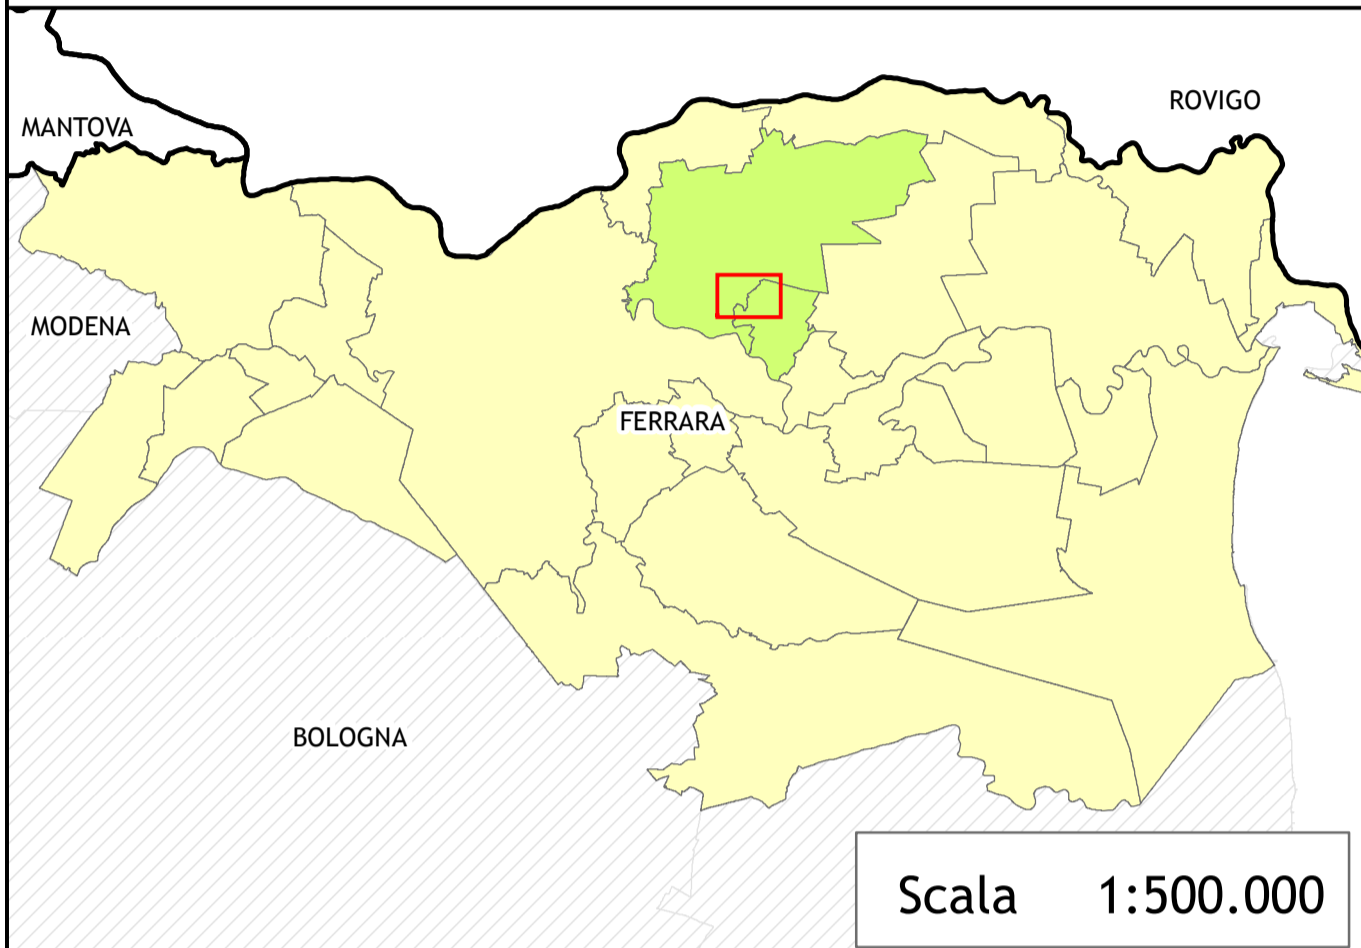 ROVIGO
MANTOVA
MODENA
FERRARA
BOLOGNA
Scala 1:500.000